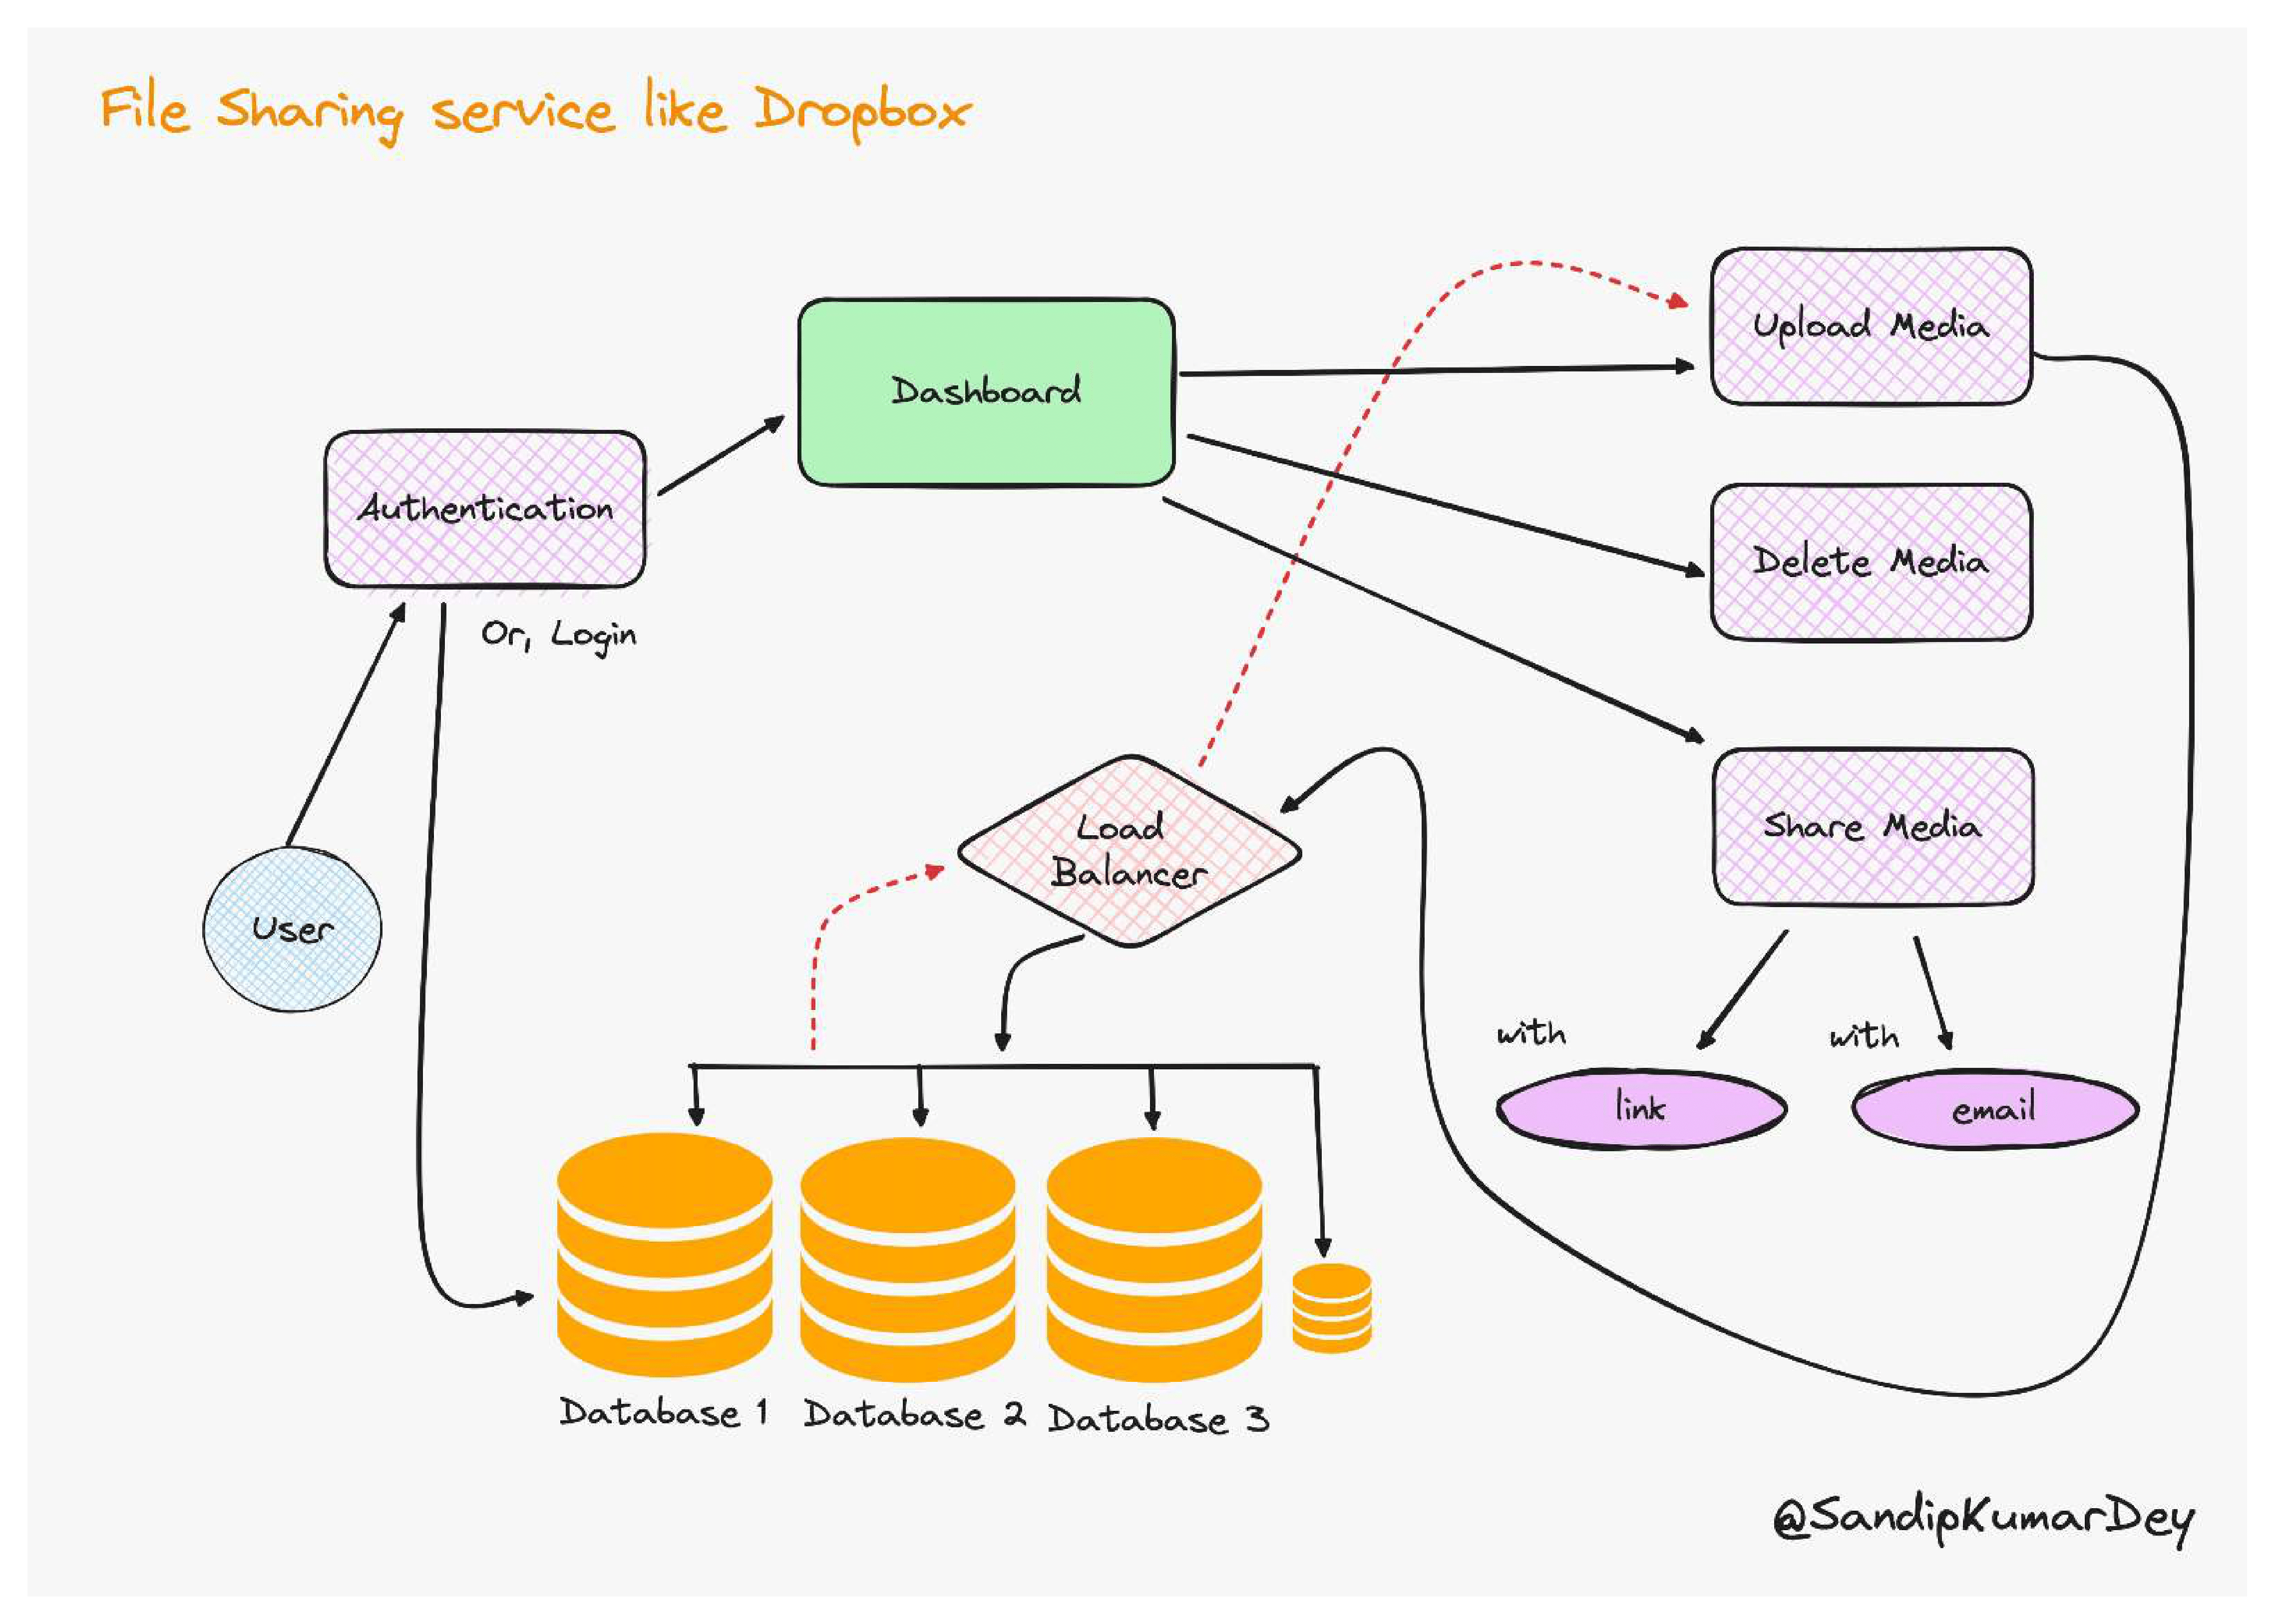 File Sharing service like Dropbox
Upload Media
Dashboard
Authentication
Delete Media
Or, Login
Load
Balancer
Share Media
User
with
with
link
email
Database 1
Database 2
Database 3
@SandipKumarDey